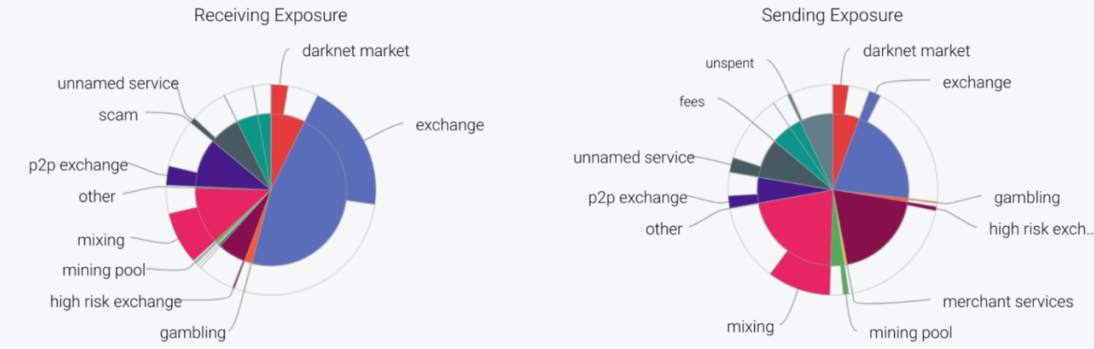 Receiving Exposure
darknet market
exchange
unnamed service
scam
p2p exchange
other
mixing
mining pool
high risk exchange
gambling
Sending Exposure
darknet market
exchange
unspent
fees
unnamed service
p2p exchange
other
gambling
high risk exch...
merchant services
mixing
mining pool